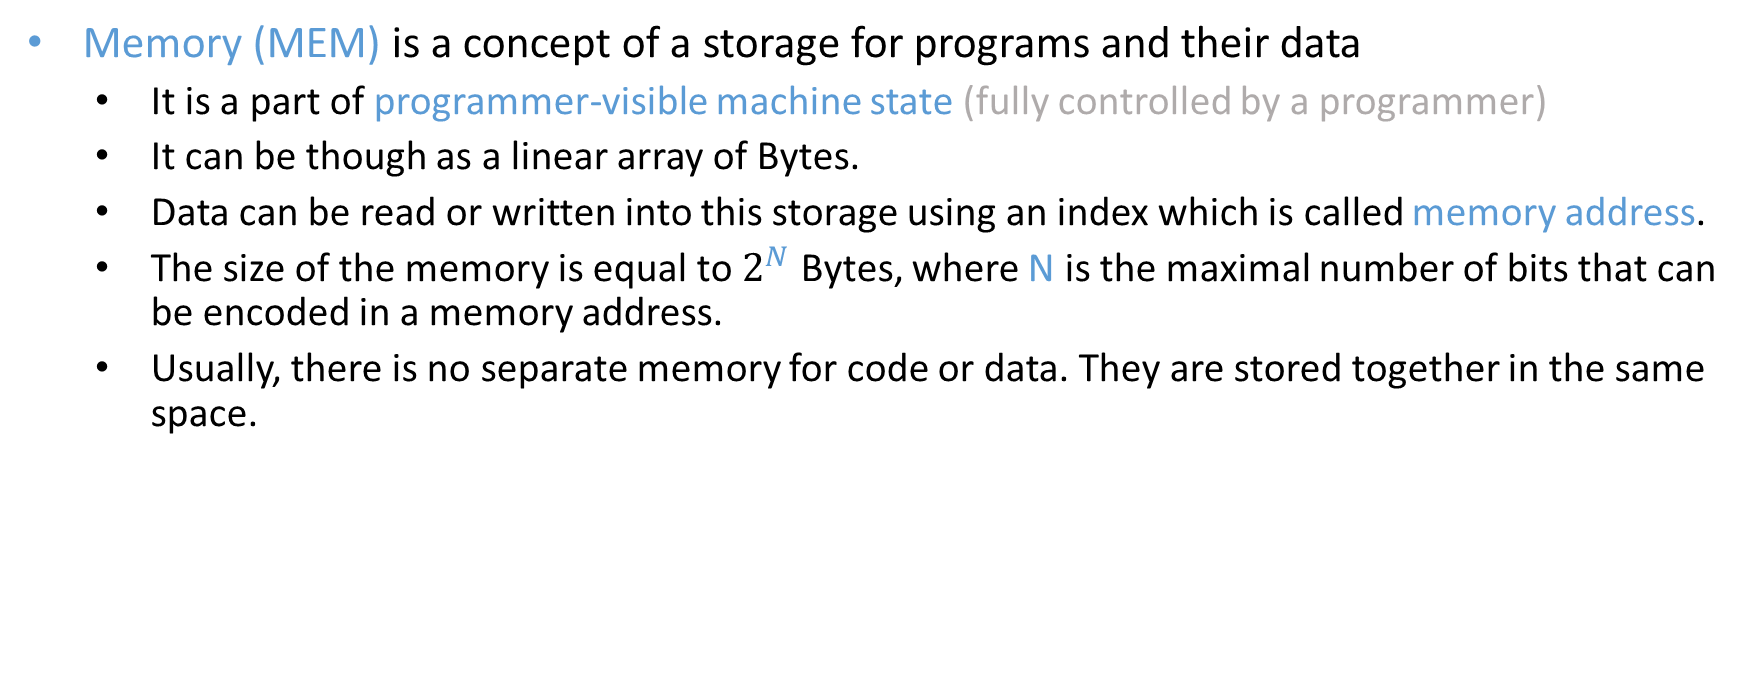 • Memory (MEM) is a concept of a storage for programs and their data
• It is a part of programmer-visible machine state (fully controlled by a programmer)
• It can be though as a linear array of Bytes.
• Data can be read or written into this storage using an index which is called memory address.
• The size of the memory is equal to 2^N Bytes, where N is the maximal number of bits that can
be encoded in a memory address.
• Usually, there is no separate memory for code or data. They are stored together in the same
space.